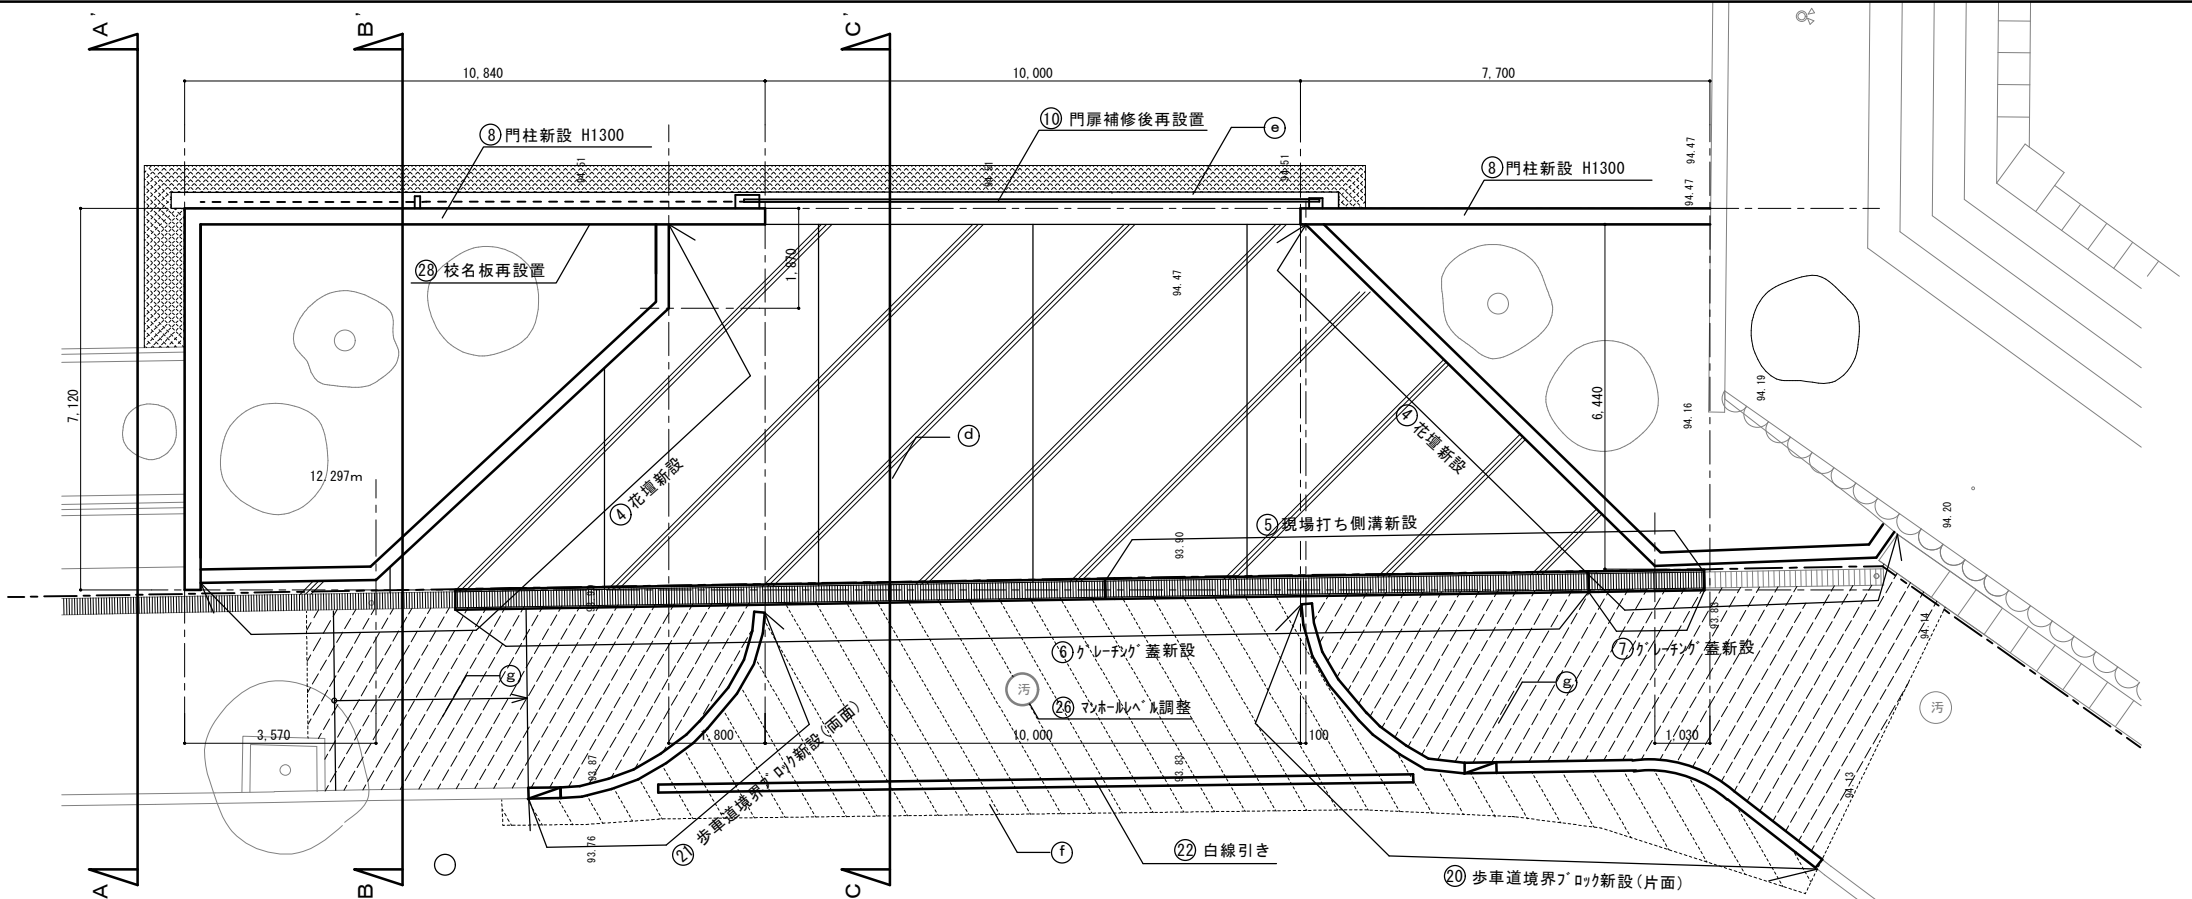 A'
B'
C'
10,840
10,000
7,700
⑧門柱新設 H1300
⑩ 門扉補修後再設置
ⓔ
⑧門柱新設 H1300
94.51
94.51
94.51
94.47
94.47
㉘ 校名板再設置
1,870
94.47
7,120
6,440
94.19
94.16
④花壇新設
ⓓ
12,297m
④花壇新設
⑤現場打ち側溝新設
94.20
93.90
93.83
94.14
⑥グレーチング蓋新設
⑦グレーチング蓋新設
ⓖ
ⓖ
汚
汚
㉖ マンホールレベル調整
3,570
1,800
10,000
100
1,030
93.87
93.83
94.13
㉑ 歩車道境界ブロック新設(両面)
93.76
ⓕ
㉒ 白線引き
⑳ 歩車道境界ブロック新設(片面)
A
B
C